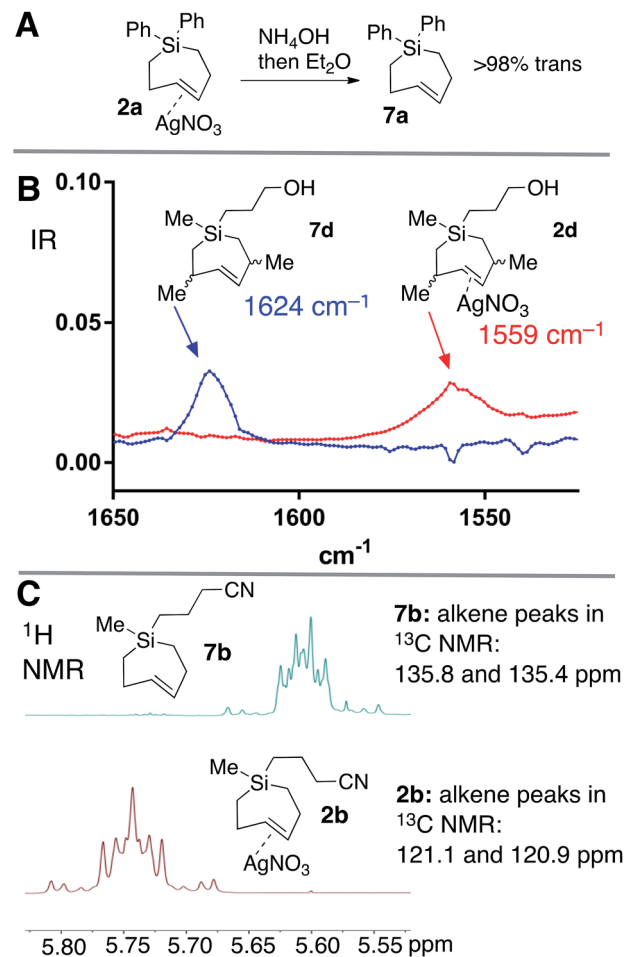 A
Ph Ph
Si
2a
AgNO₃
NH₄OH
then Et₂O
Ph Ph
Si
7a
>98% trans
B
IR
0.10
0.05
0.00
Me Si OH
7d
Me
Me
1624 cm⁻¹
Me Si OH
2d
Me
Me
AgNO₃
1559 cm⁻¹
1650 1600 1550
cm⁻¹
C
¹H
NMR
Me Si CN
7b
7b: alkene peaks in
¹³C NMR:
135.8 and 135.4 ppm
Me Si CN
2b
AgNO₃
2b: alkene peaks in
¹³C NMR:
121.1 and 120.9 ppm
5.80 5.75 5.70 5.65 5.60 5.55 ppm